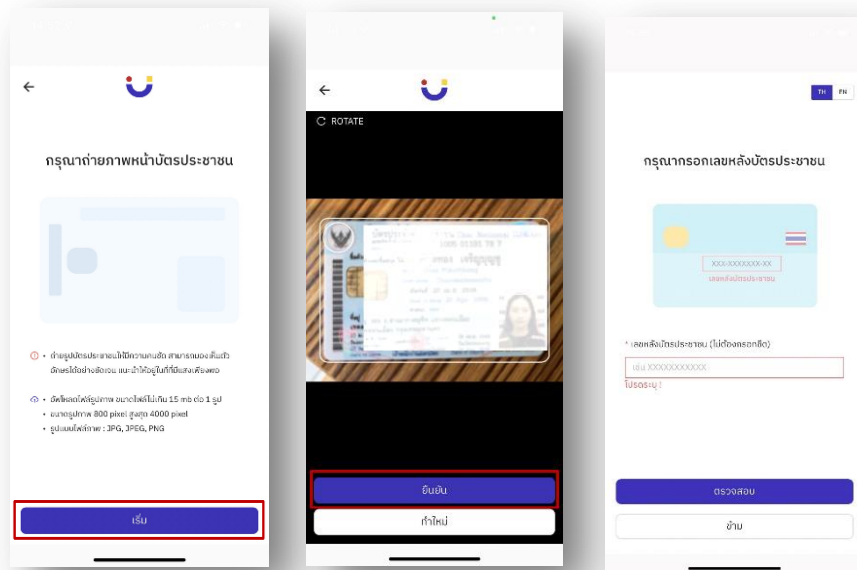 กรุณาถ่ายภาพหน้าบัตรประชาชน
• ถ่ายรูปบัตรประชาชนให้มีความคมชัด สามารถมองเห็นตัว
อักษรได้อย่างชัดเจน แนะนำให้อยู่ในที่ที่มีแสงเพียงพอ
• อัพโหลดไฟล์รูปภาพ ขนาดไฟล์ไม่เกิน 15 mb ต่อ 1 รูป
• ขนาดรูปภาพ 800 pixel สูงสุด 4000 pixel
• รูปแบบไฟล์ภาพ : JPG, JPEG, PNG
เริ่ม
ROTATE
ยืนยัน
ทำใหม่
TH EN
กรุณากรอกเลขหลังบัตรประชาชน
XXX-XXXXXXX-XX
เลขหลังบัตรประชาชน
* เลขหลังบัตรประชาชน (ไม่ต้องกรอกขีด)
เช่น XXXXXXXXXXXX
โปรดระบุ !
ตรวจสอบ
ข้าม